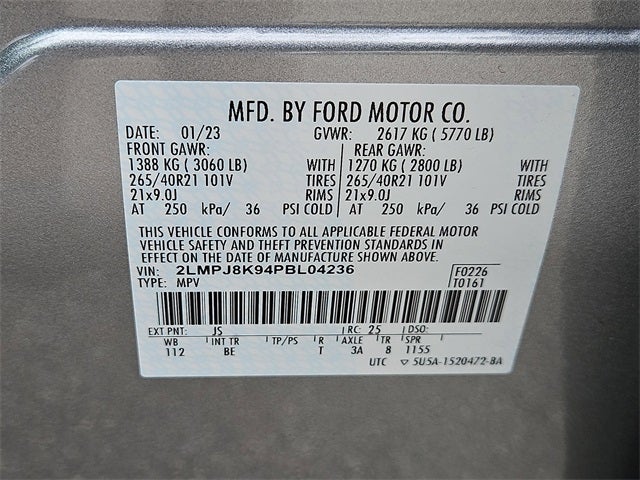 MFD. BY FORD MOTOR CO.
DATE: 01/23 GVWR: 2617 KG ( 5770 LB)
FRONT GAWR: REAR GAWR:
1388 KG ( 3060 LB) WITH 1270 KG ( 2800 LB) WITH
265/40R21 101V TIRES 265/40R21 101V TIRES
21x9.0J RIMS 21x9.0J RIMS
AT 250 kPa/ 36 PSI COLD AT 250 kPa/ 36 PSI COLD
THIS VEHICLE CONFORMS TO ALL APPLICABLE FEDERAL MOTOR
VEHICLE SAFETY AND THEFT PREVENTION STANDARDS IN
EFFECT ON THE DATE OF MANUFACTURE SHOWN ABOVE.
VIN: 2LMPJ8K94PBL04236 F0226
TYPE: MPV T0161
EXT PNT: JS RC: 25 DSO:
WB INT TR TP/PS R AXLE TR SPR
112 BE T 3A 8 1155
UTC ▽ 5U5A-1520472-BA